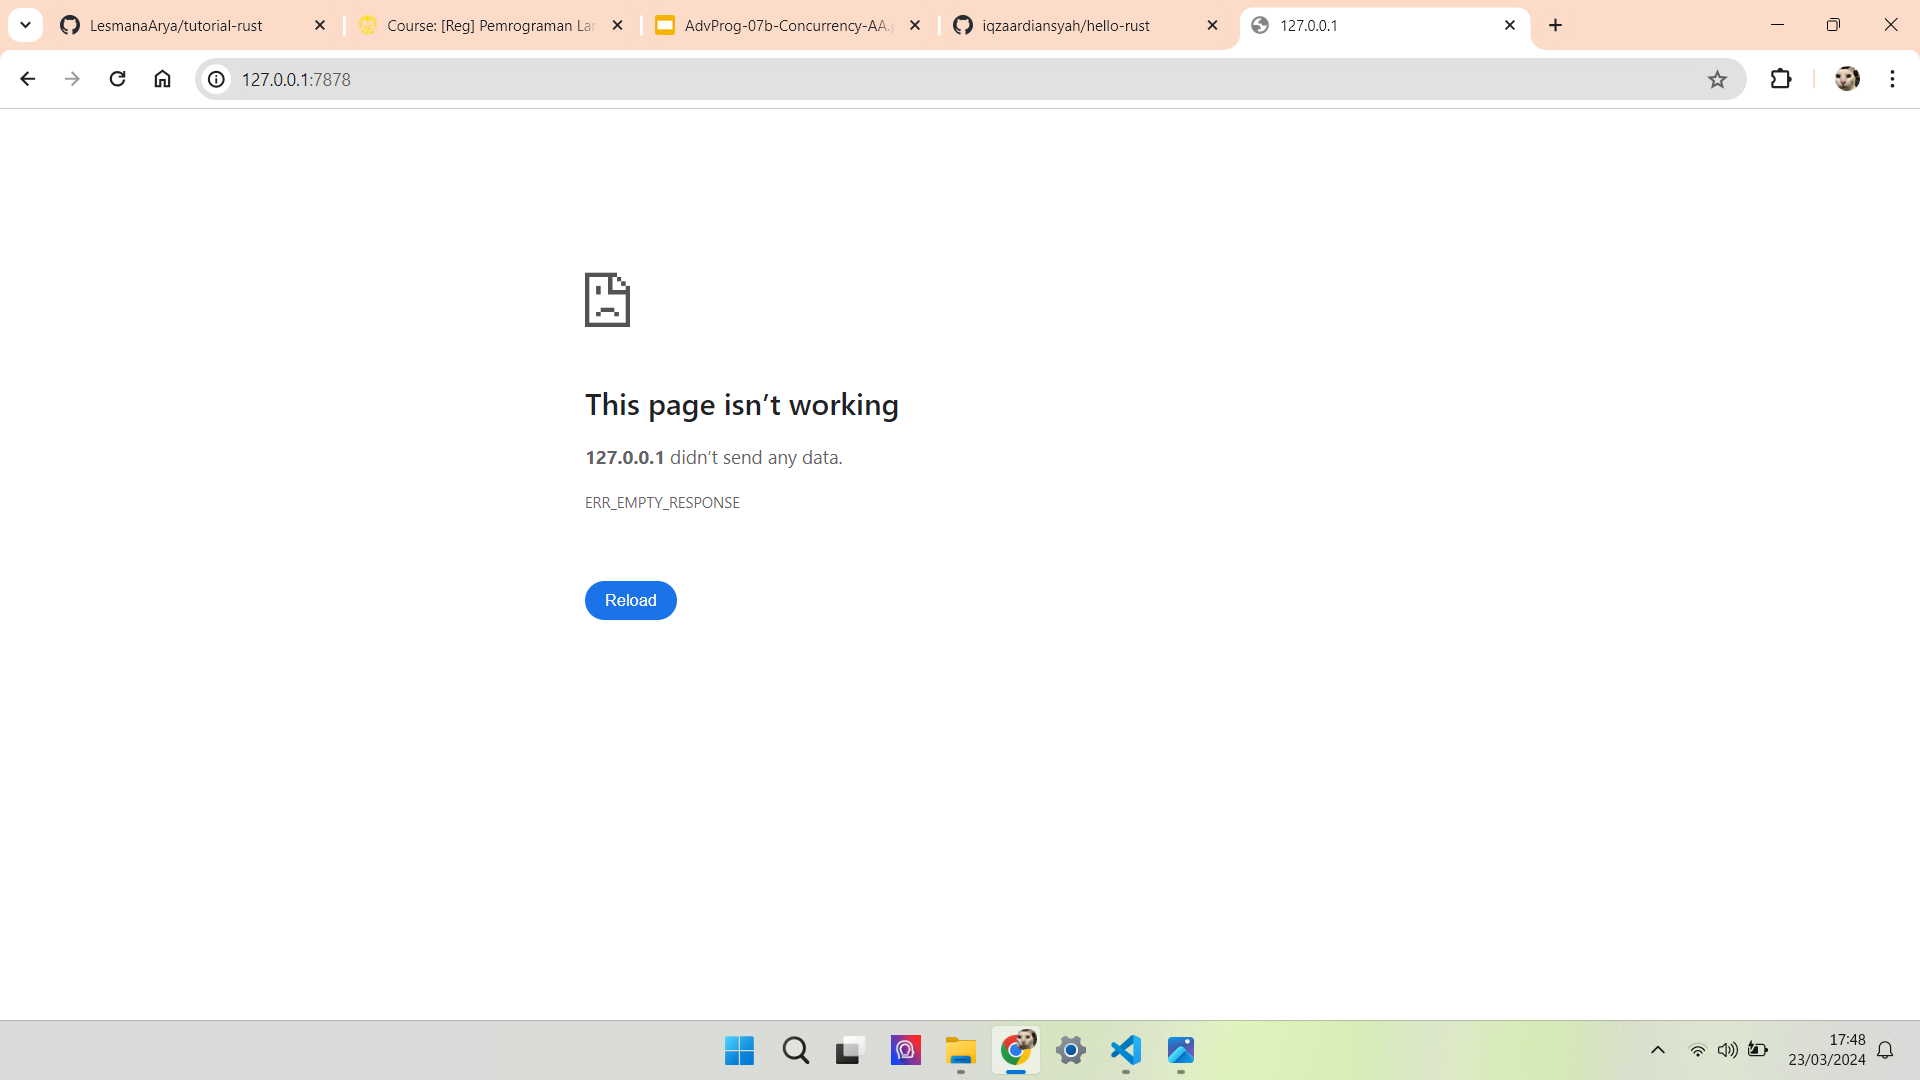 LesmanaArya/tutorial-rust
Course: [Reg] Pemrograman Lan
AdvProg-07b-Concurrency-AA.p
iqzaardiansyah/hello-rust
127.0.0.1
127.0.0.1:7878
This page isn’t working
127.0.0.1 didn’t send any data.
ERR_EMPTY_RESPONSE
Reload
17:48
23/03/2024